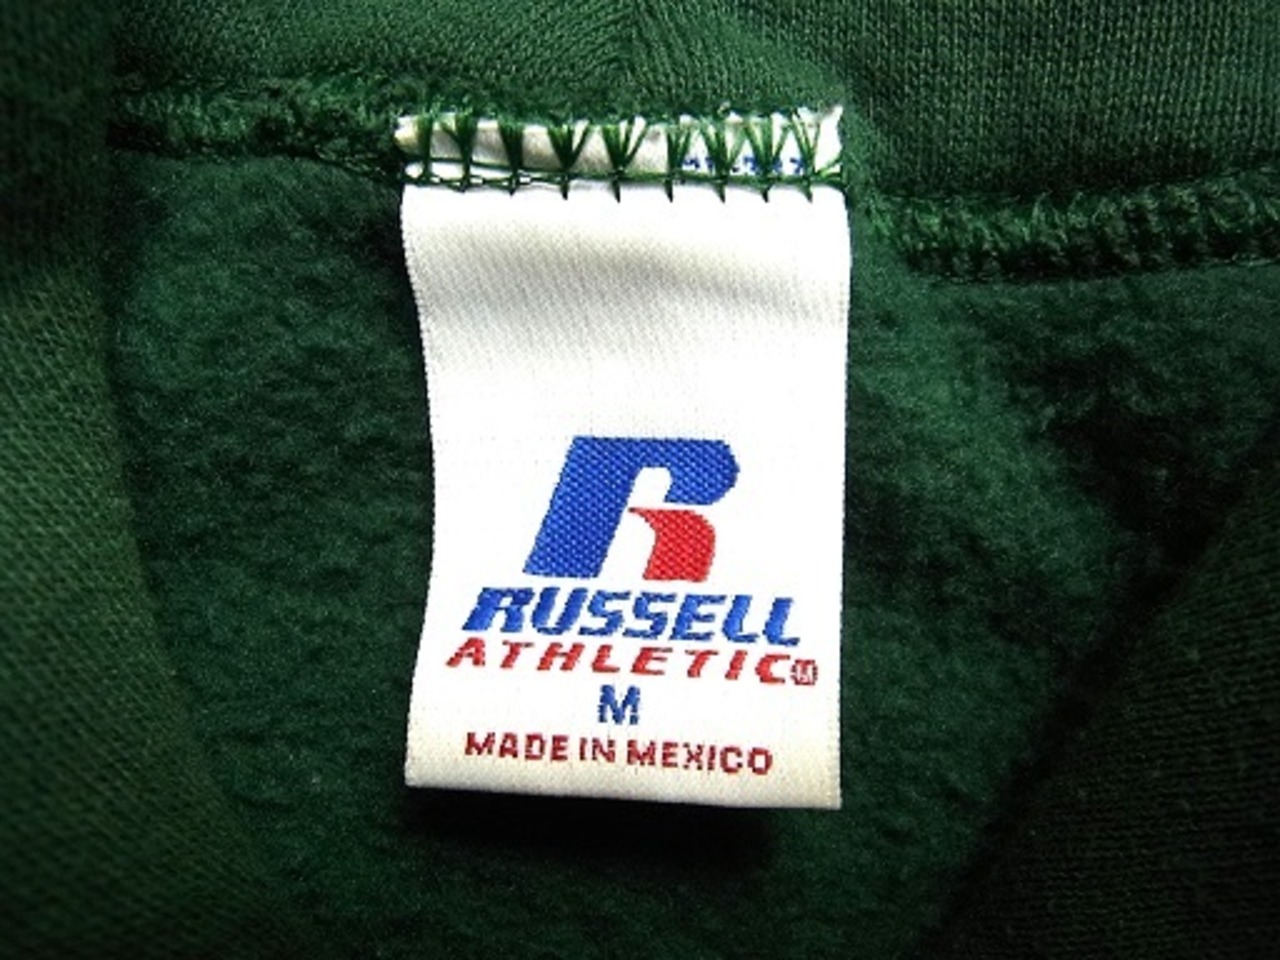 R
RUSSELL
ATHLETIC
M
MADE IN MEXICO